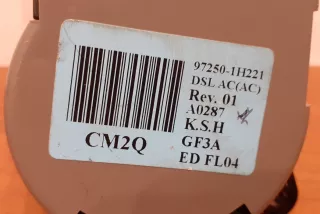 97250-1H221
DSL AC(AC)
Rev. 01
A0287
K.S.H
CM2Q
GF3A
ED FL04